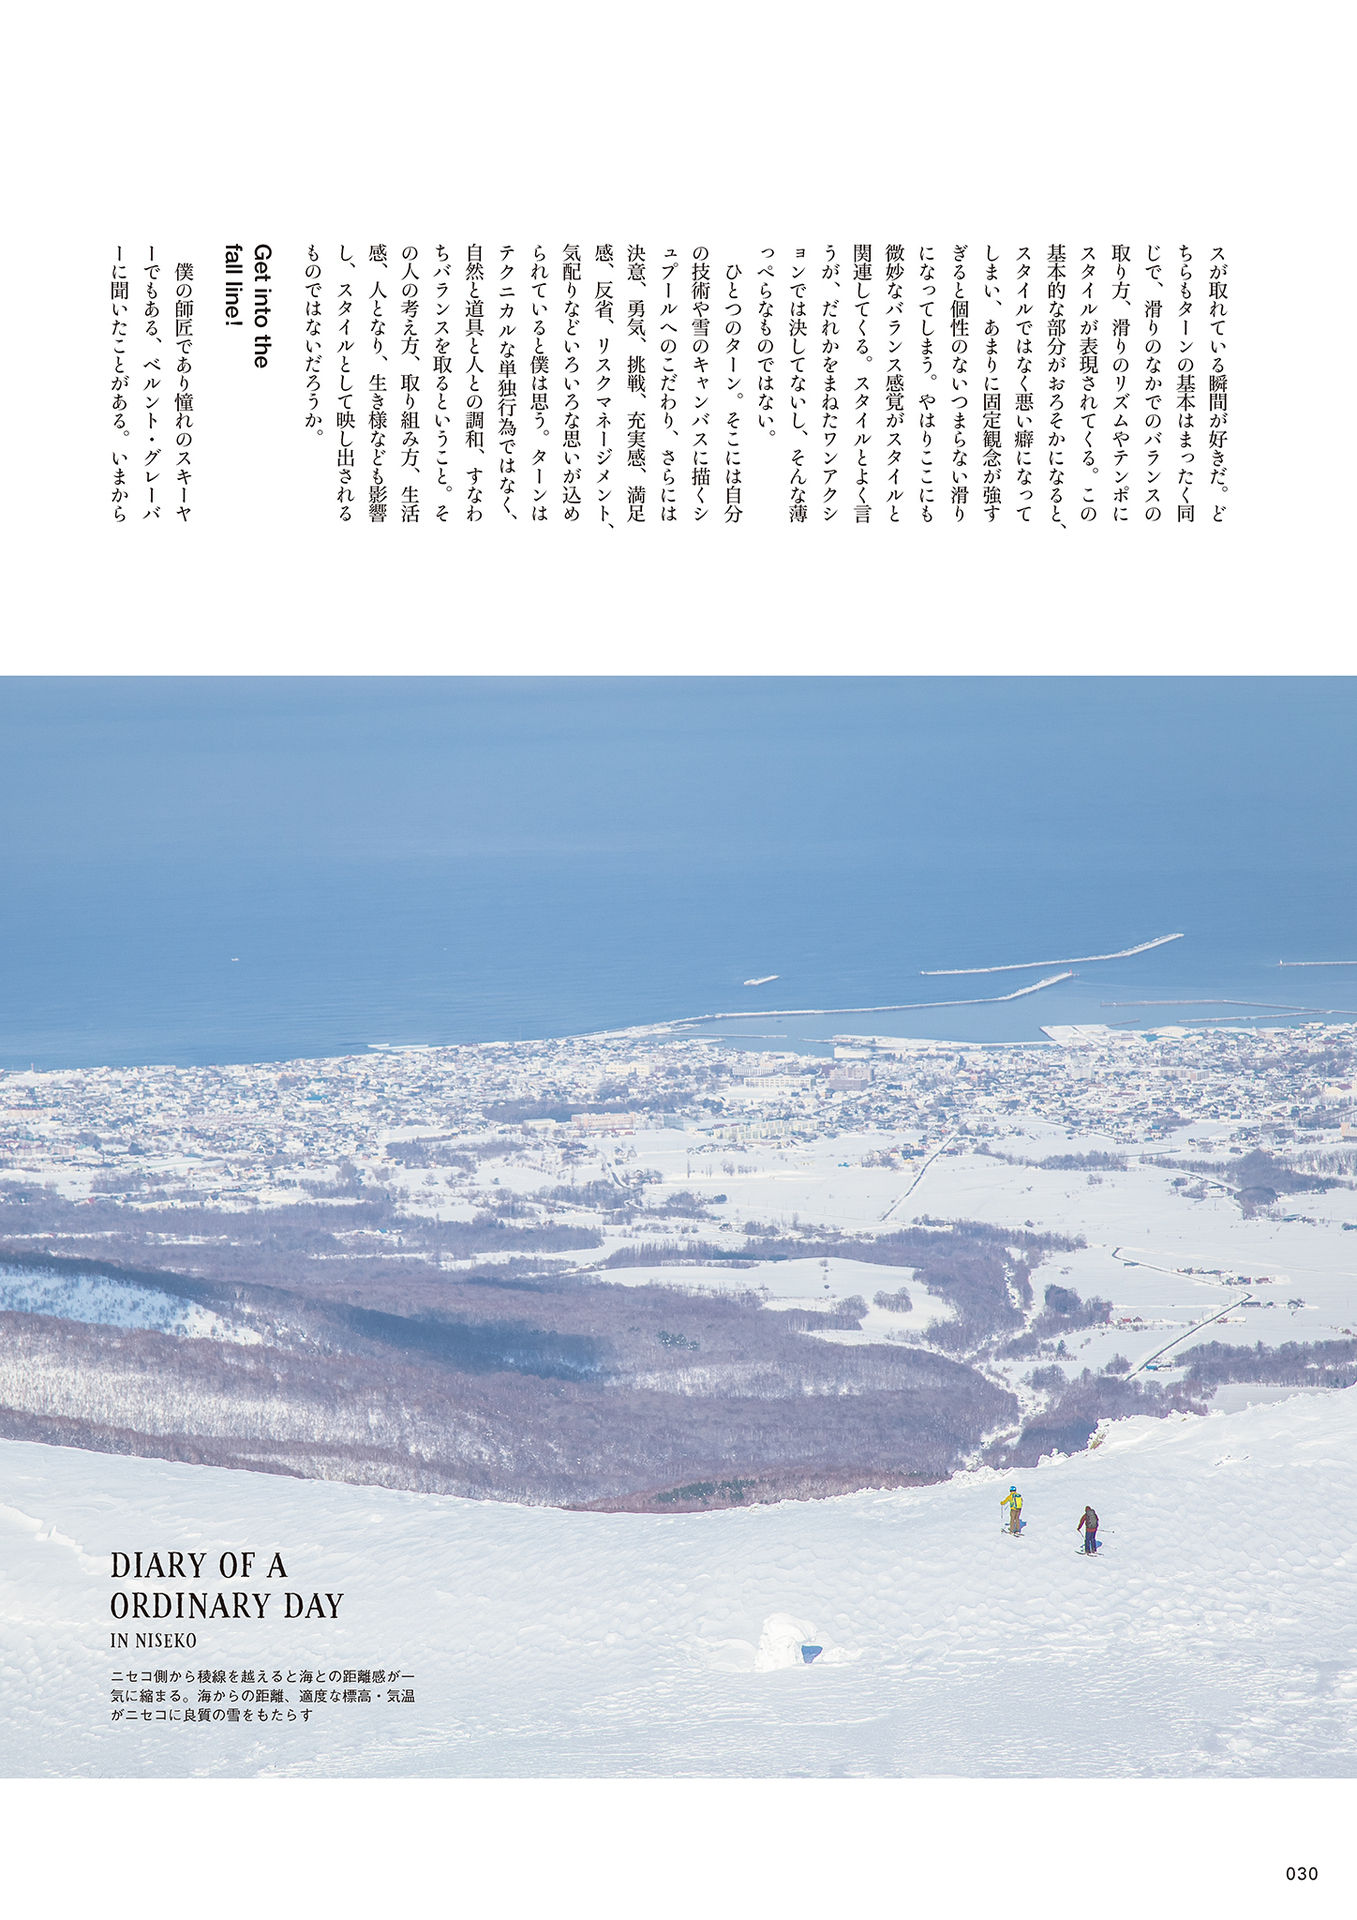 スが取れている瞬間が好きだ。ど
ちらもターンの基本はまったく同
じで、滑りのなかでのバランスの
取り方、滑りのリズムやテンポに
スタイルが表現されてくる。この
基本的な部分がおろそかになると、
スタイルではなく悪い癖になって
しまい、あまりに固定観念が強す
ぎると個性のないつまらない滑り
になってしまう。やはりここにも
微妙なバランス感覚がスタイルと
関連してくる。スタイルとよく言
うが、だれかをまねたワンアクシ
ョンでは決してないし、そんな薄
っぺらなものではない。
ひとつのターン。そこには自分
の技術や雪のキャンバスに描くシ
ュプールへのこだわり、さらには
決意、勇気、挑戦、充実感、満足
感、反省、リスクマネージメント、
気配りなどいろいろな思いが込め
られていると僕は思う。ターンは
テクニカルな単独行為ではなく、
自然と道具と人との調和、すなわ
ちバランスを取るということ。そ
の人の考え方、取り組み方、生活
感、人となり、生き様なども影響
し、スタイルとして映し出される
ものではないだろうか。
Get into the
fall line!
僕の師匠であり憧れのスキーヤ
ーでもある、ベルント・グレーバ
ーに聞いたことがある。いまから
DIARY OF A
ORDINARY DAY
IN NISEKO
ニセコ側から稜線を越えると海との距離感が一
気に縮まる。海からの距離、適度な標高・気温
がニセコに良質の雪をもたらす
030